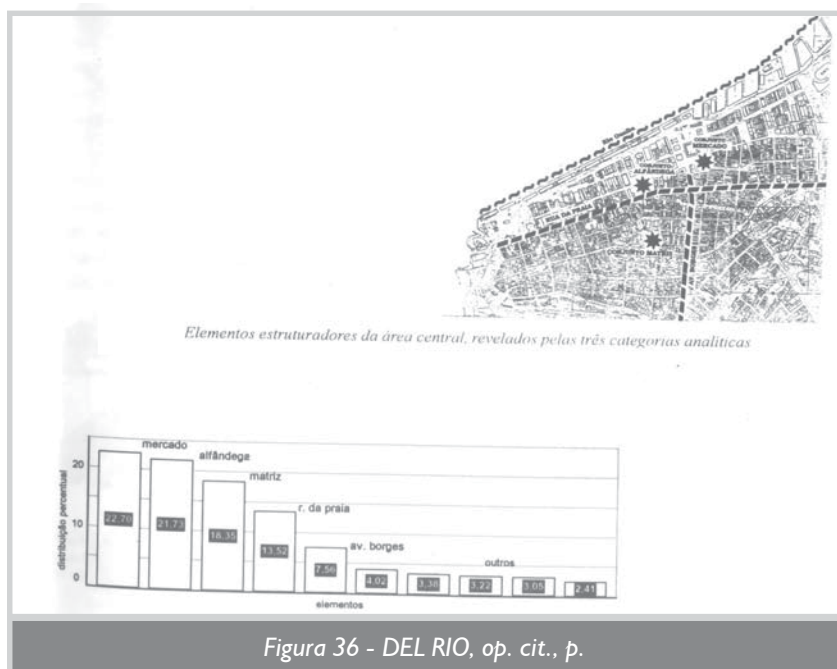 Rio Guaíba
CONJUNTO
MERCADO
CONJUNTO
ALFÂNDEGA
RUA DA PRAIA
CONJUNTO MATRIZ
Elementos estruturadores da área central, revelados pelas três categorias analíticas
distribuição percentual
20
10
0
mercado
alfândega
matriz
r. da praia
av. borges
outros
22,70
21,73
18,35
13,52
7,56
4,02
3,38
3,22
3,05
2,41
elementos
Figura 36 - DEL RIO, op. cit., p.